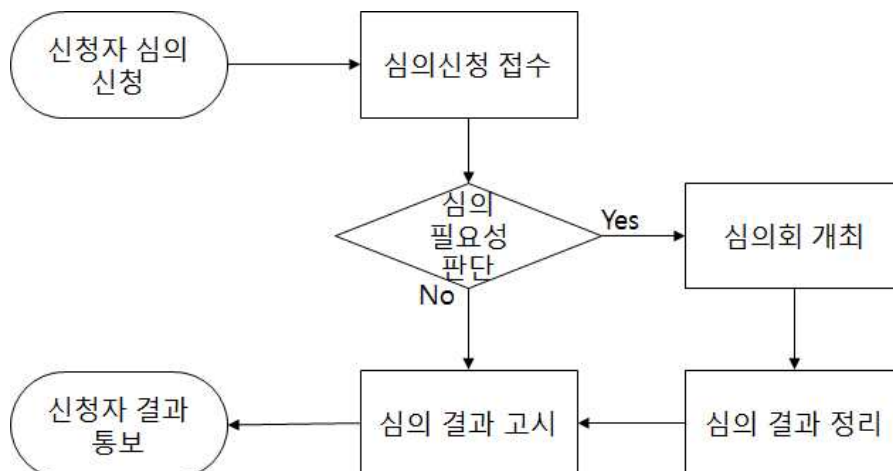 신청자 심의
신청
심의신청 접수
심의
필요성
판단
Yes
No
심의회 개최
신청자 결과
통보
심의 결과 고시
심의 결과 정리